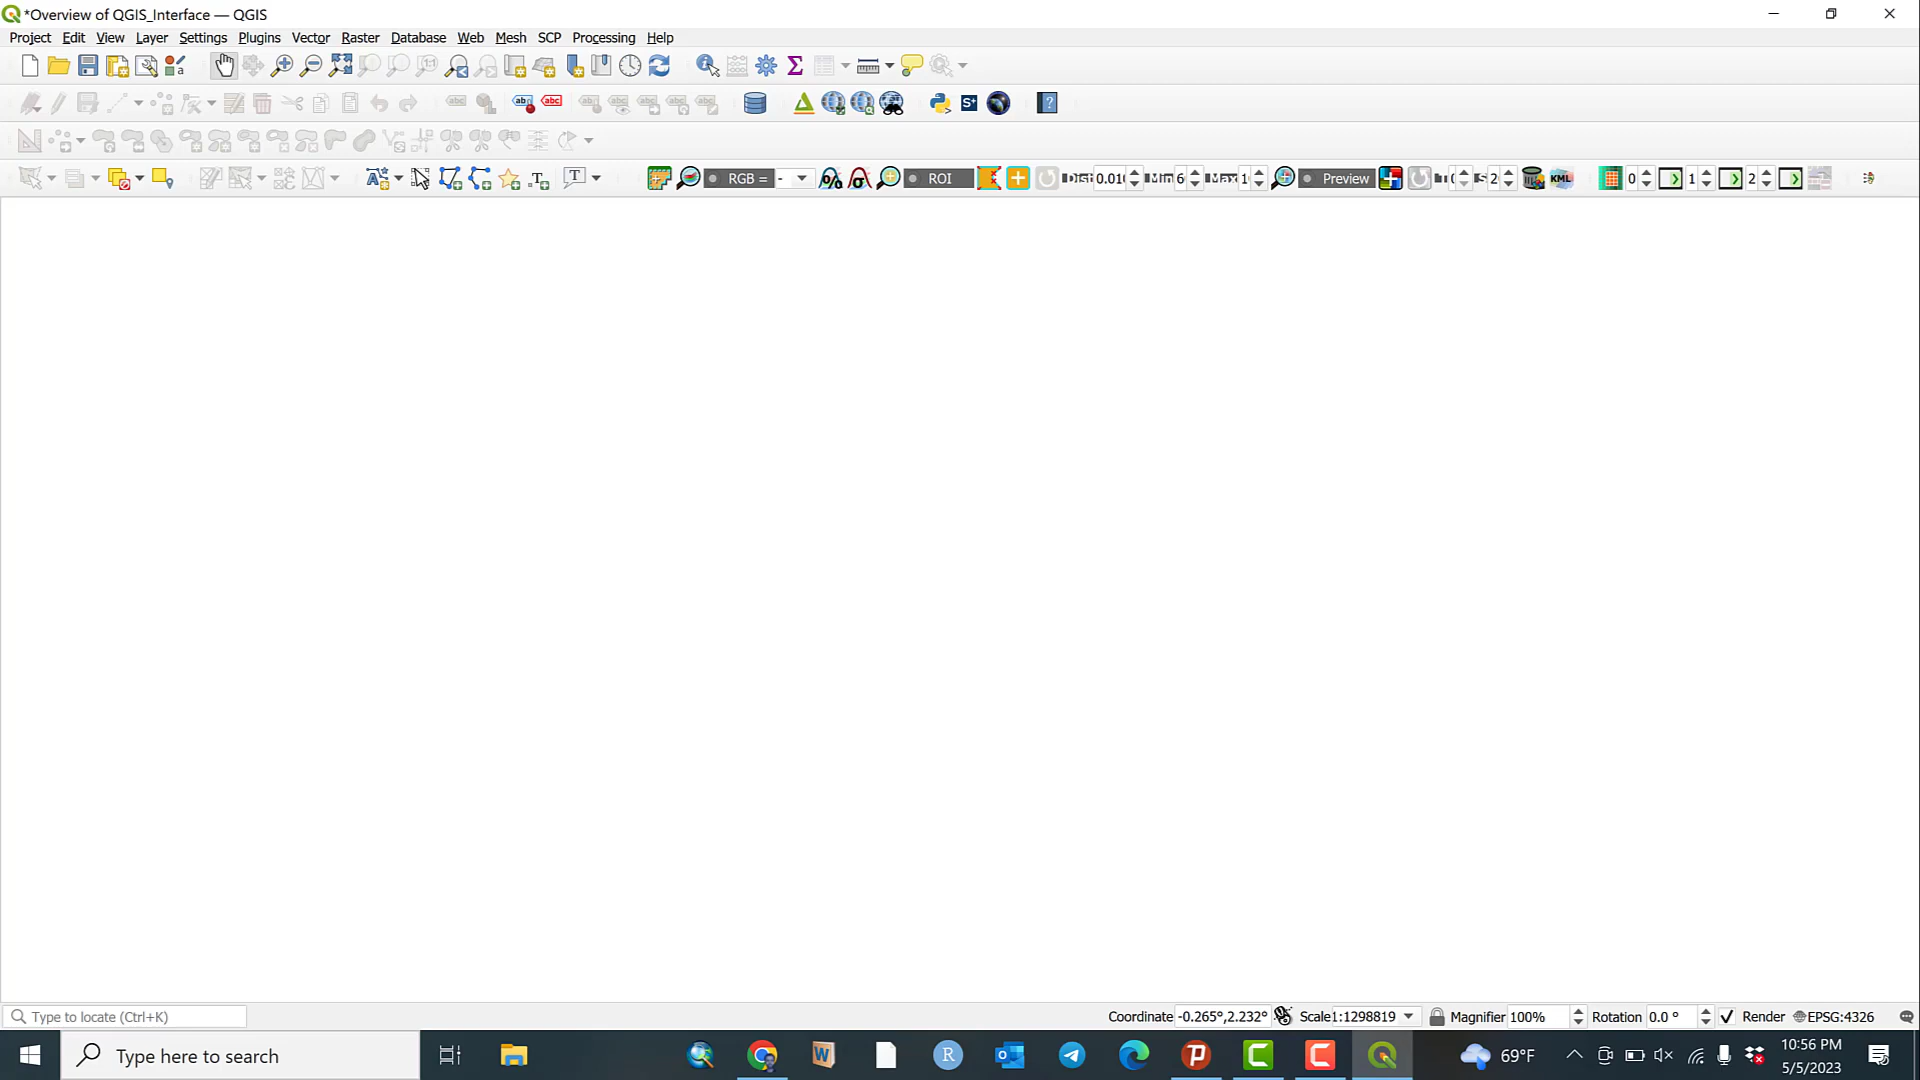 *Overview of QGIS_Interface — QGIS
Project Edit View Layer Settings Plugins Vector Raster Database Web Mesh SCP Processing Help
RGB = - ROI 0.01 Min 6 Max 1 Preview 2 KML 0 1 2
Type to locate (Ctrl+K) Coordinate -0.265°,2.232° Scale 1:1298819 Magnifier 100% Rotation 0.0 ° Render EPSG:4326
Type here to search 69°F 10:56 PM
5/5/2023